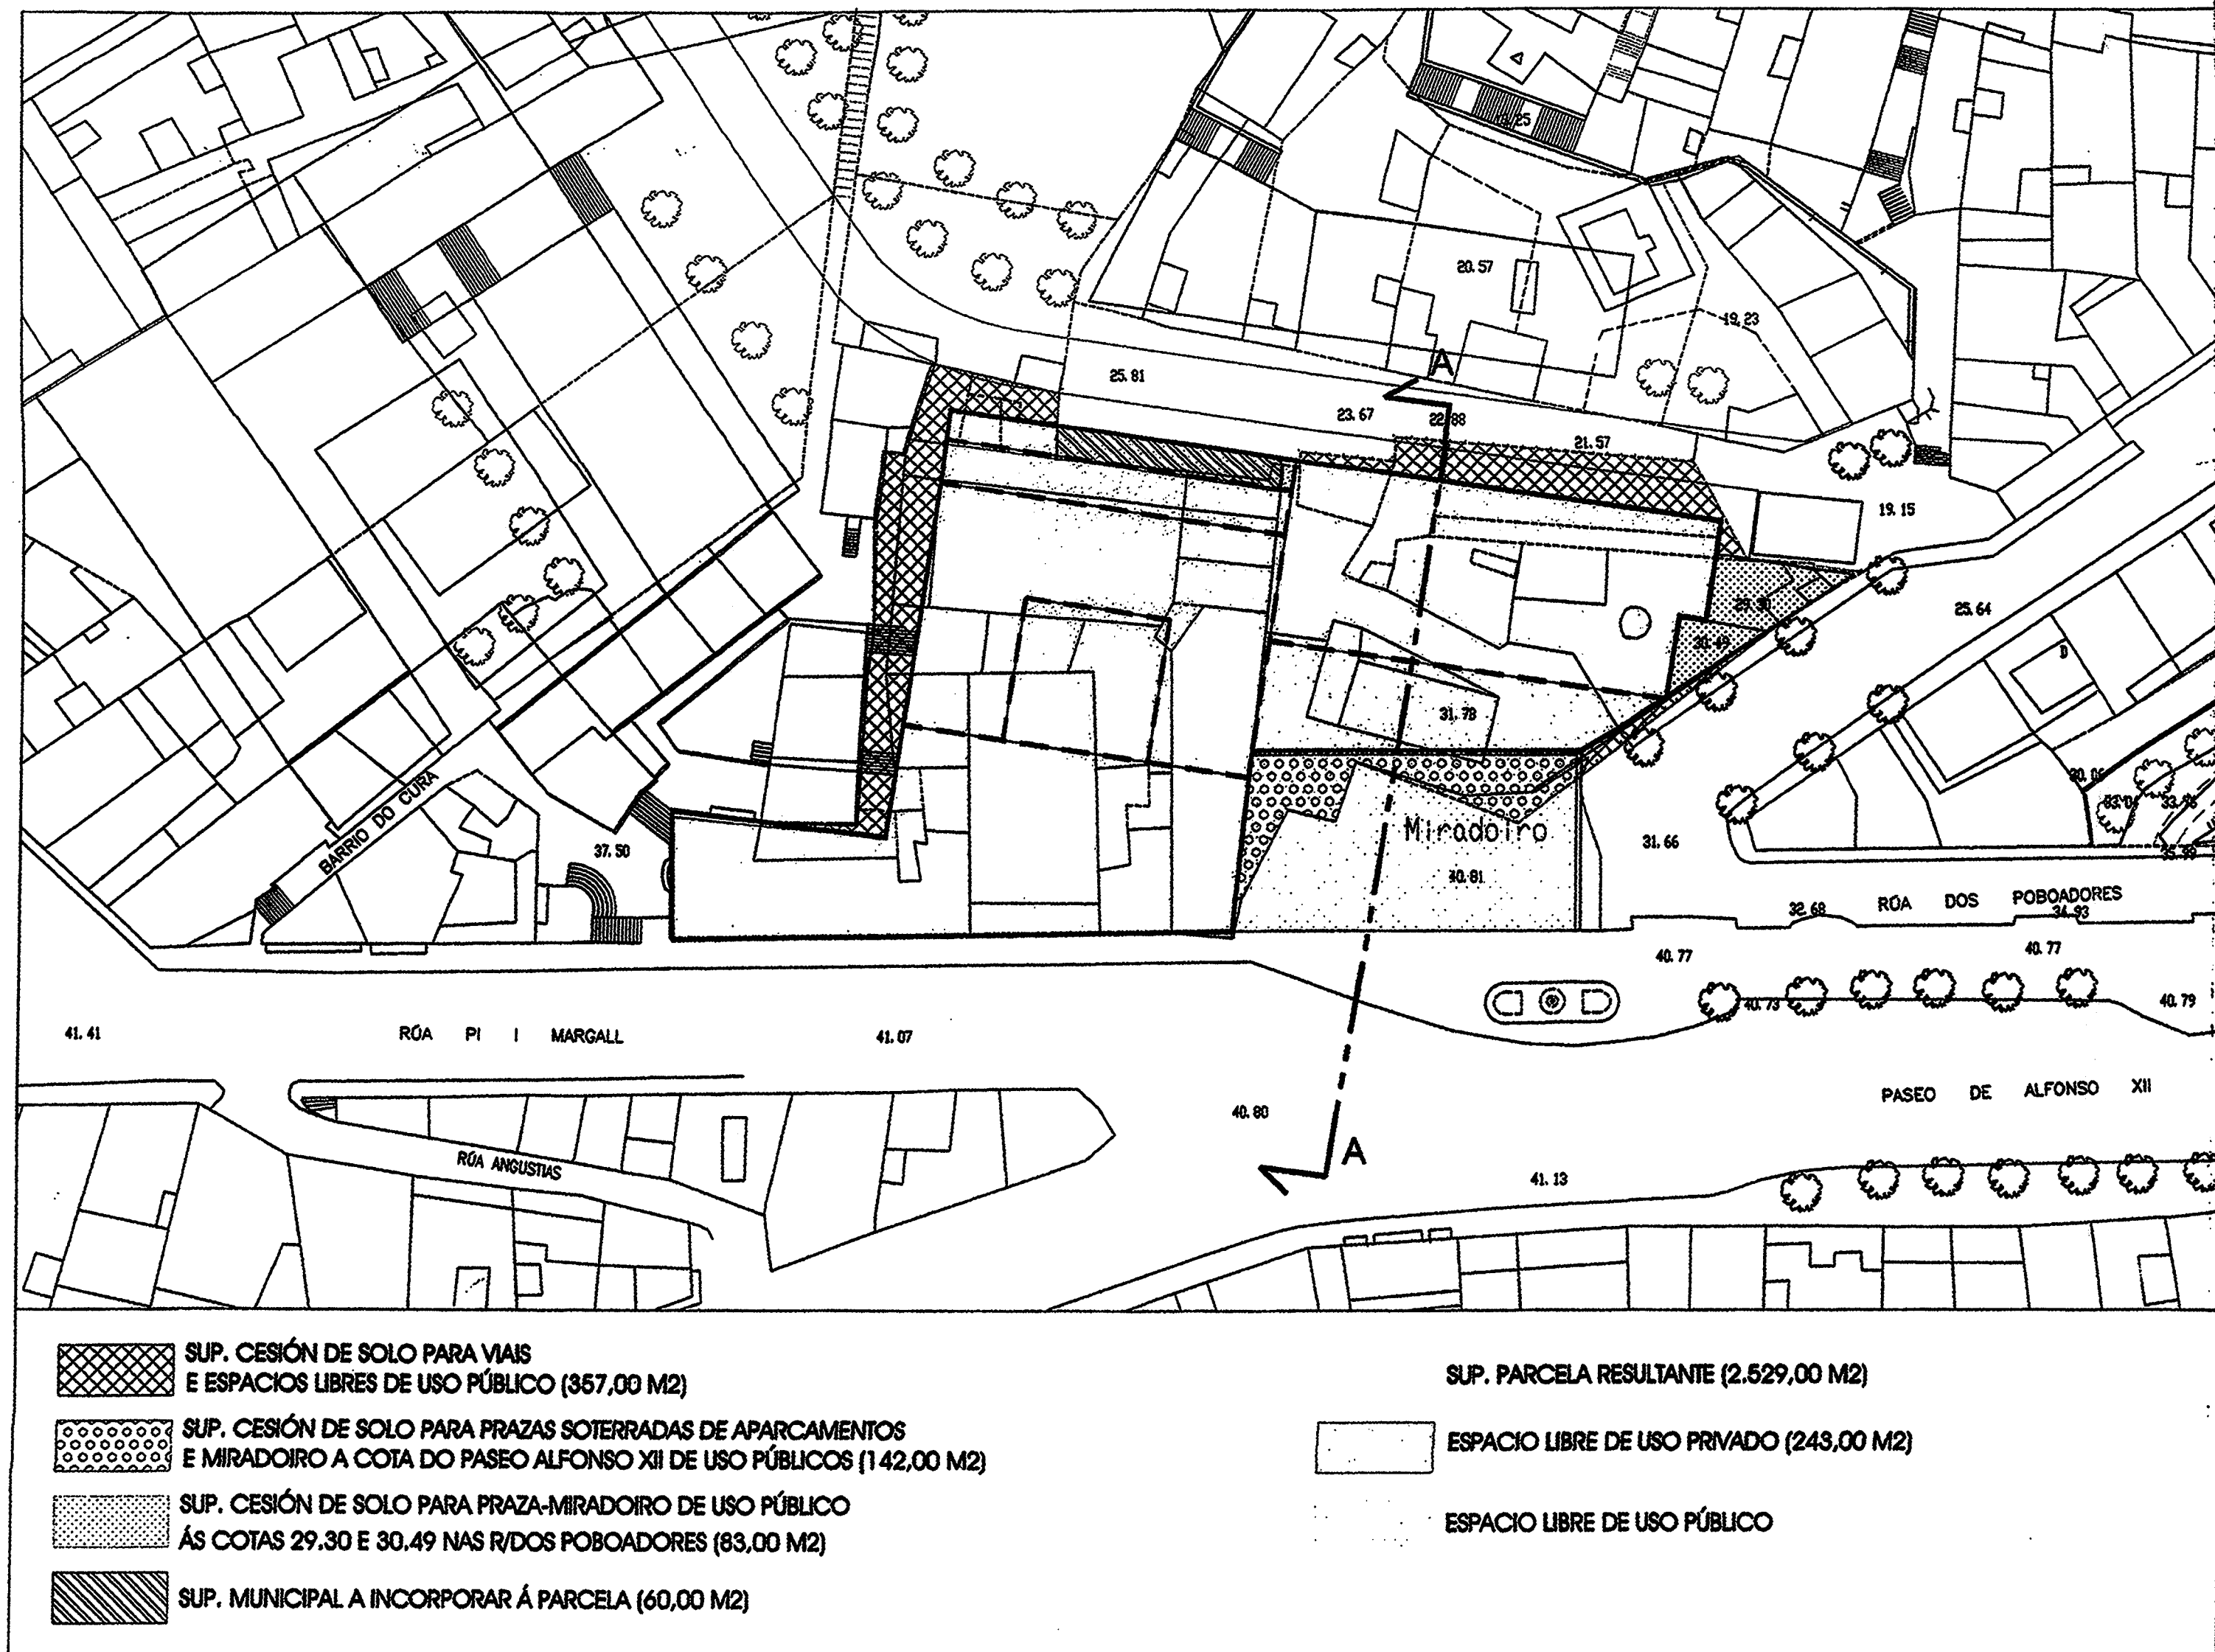 19.25
20.57
19.23
25.81
A
23.67
22.88
21.57
19.15
29.30
25.64
30.49
D
31.78
BARRIO DO CURA
Miradoiro
33.96
37.50
31.66
40.81
35.99
RÚA DOS POBOADORES
32.68
34.93
40.77
40.77
40.73
40.79
41.41
RÚA PI I MARGALL
41.07
PASEO DE ALFONSO XII
40.80
A
RÚA ANGUSTIAS
41.13
SUP. CESIÓN DE SOLO PARA VIAIS
E ESPACIOS LIBRES DE USO PÚBLICO (357,00 M2)
SUP. CESIÓN DE SOLO PARA PRAZAS SOTERRADAS DE APARCAMENTOS
E MIRADOIRO A COTA DO PASEO ALFONSO XII DE USO PÚBLICOS (142,00 M2)
SUP. CESIÓN DE SOLO PARA PRAZA-MIRADOIRO DE USO PÚBLICO
ÁS COTAS 29.30 E 30.49 NAS R/DOS POBOADORES (83,00 M2)
SUP. MUNICIPAL A INCORPORAR Á PARCELA (60,00 M2)
SUP. PARCELA RESULTANTE (2.529,00 M2)
ESPACIO LIBRE DE USO PRIVADO (243,00 M2)
ESPACIO LIBRE DE USO PÚBLICO